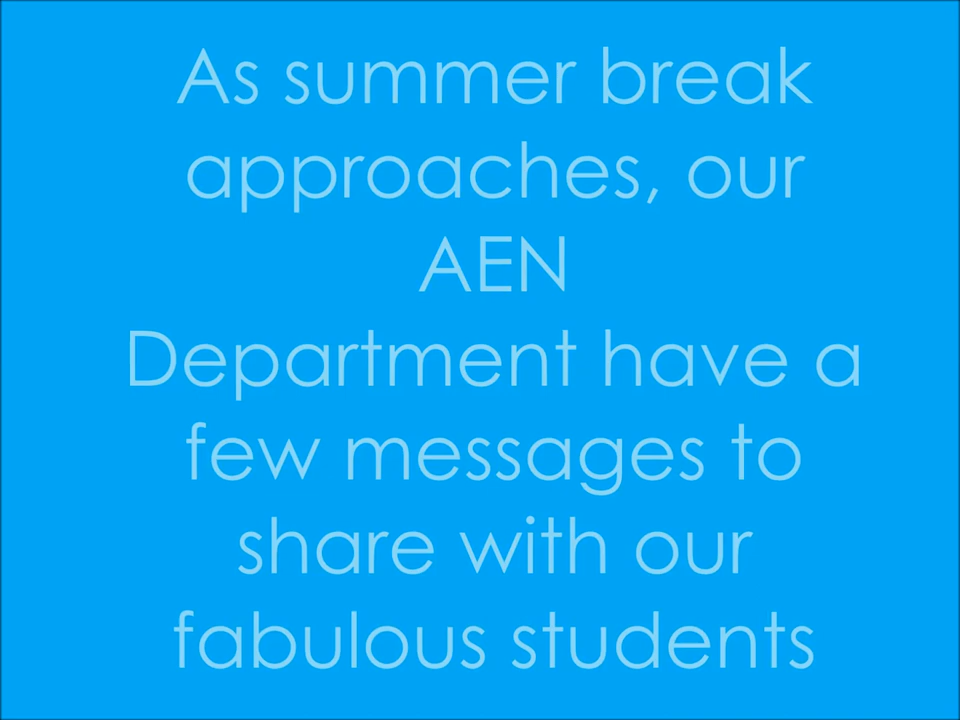 As summer break
approaches, our
AEN
Department have a
few messages to
share with our
fabulous students